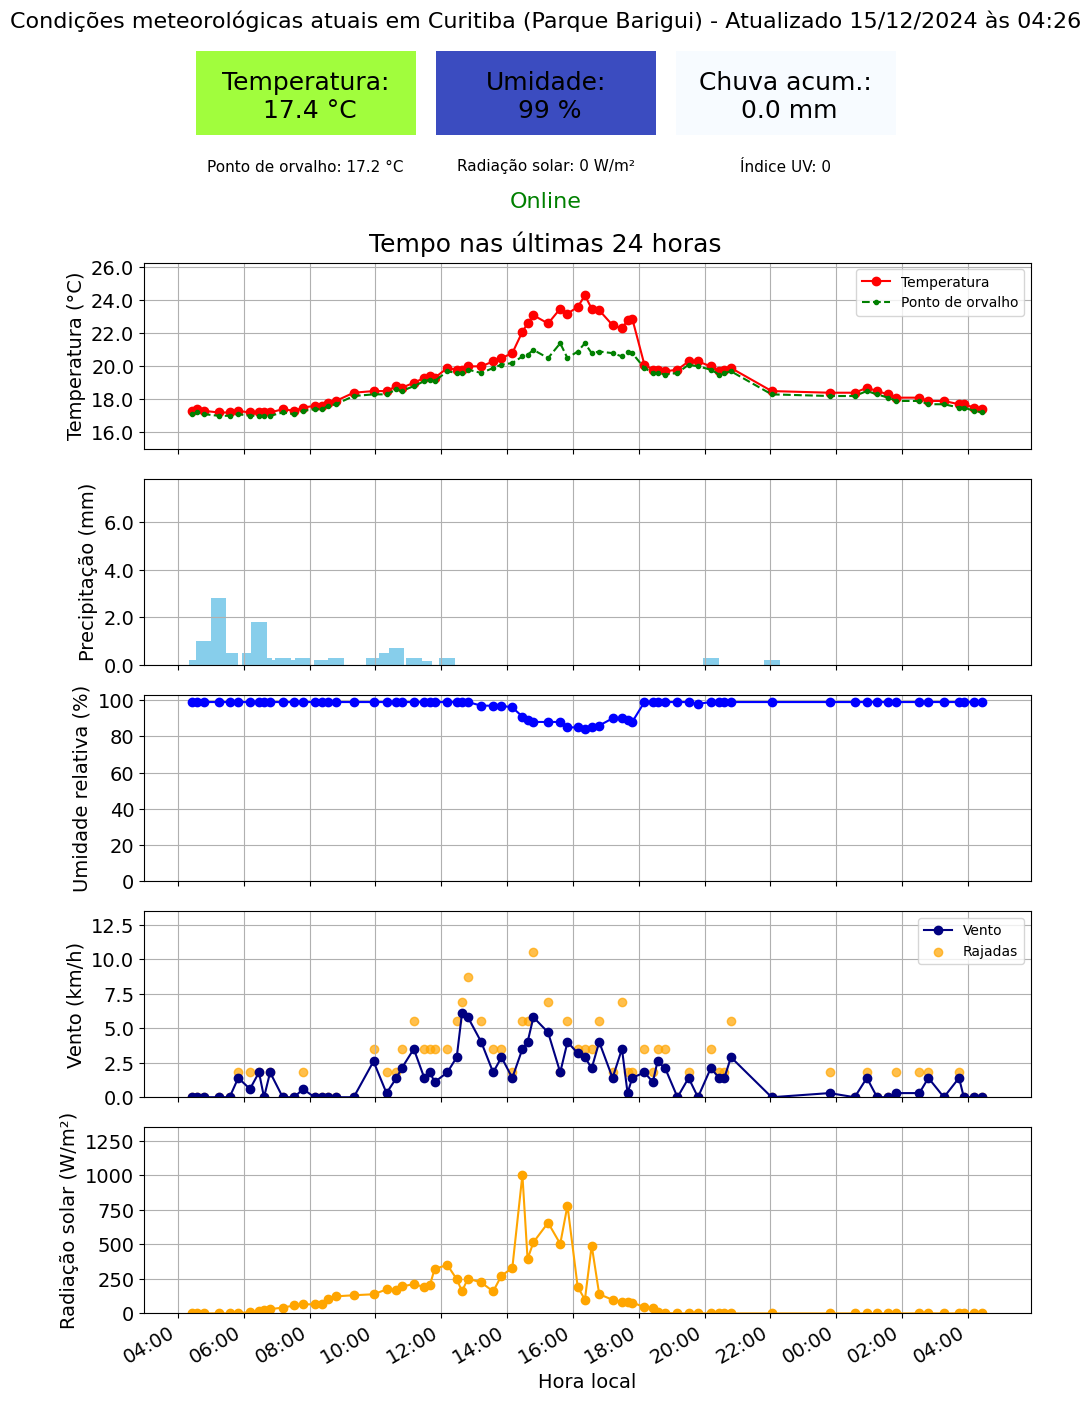 Condições meteorológicas atuais em Curitiba (Parque Barigui) - Atualizado 15/12/2024 às 04:26
Temperatura:
17.4 °C
Umidade:
99 %
Chuva acum.:
0.0 mm
Ponto de orvalho: 17.2 °C
Radiação solar: 0 W/m²
Índice UV: 0
Online
Tempo nas últimas 24 horas
Temperatura (°C)
26.0
24.0
22.0
20.0
18.0
16.0
Temperatura
Ponto de orvalho
Precipitação (mm)
6.0
4.0
2.0
0.0
Umidade relativa (%)
100
80
60
40
20
0
Vento (km/h)
12.5
10.0
7.5
5.0
2.5
0.0
Vento
Rajadas
Radiação solar (W/m²)
1250
1000
750
500
250
0
04:00
06:00
08:00
10:00
12:00
14:00
16:00
18:00
20:00
22:00
00:00
02:00
04:00
Hora local